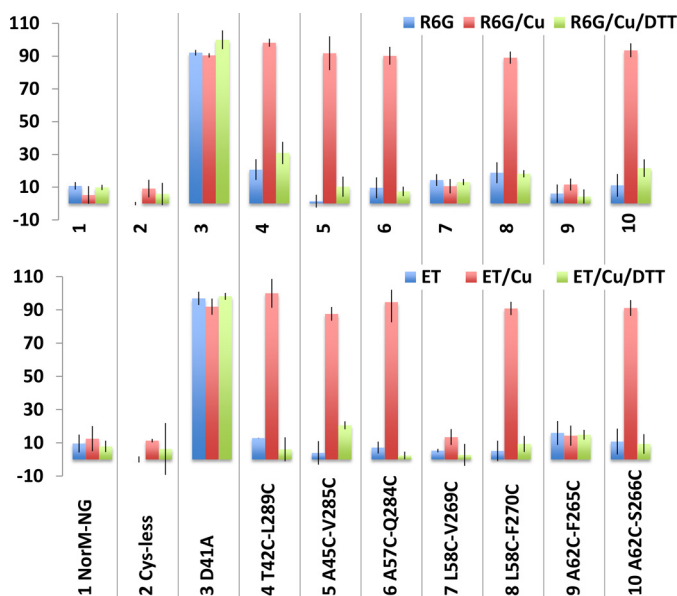 R6G R6G/Cu R6G/Cu/DTT
110
90
70
50
30
10
-10
1 2 3 4 5 6 7 8 9 10
ET ET/Cu ET/Cu/DTT
110
90
70
50
30
10
-10
1 NorM-NG
2 Cys-less
3 D41A
4 T42C-L289C
5 A45C-V285C
6 A57C-Q284C
7 L58C-V269C
8 L58C-F270C
9 A62C-F265C
10 A62C-S266C